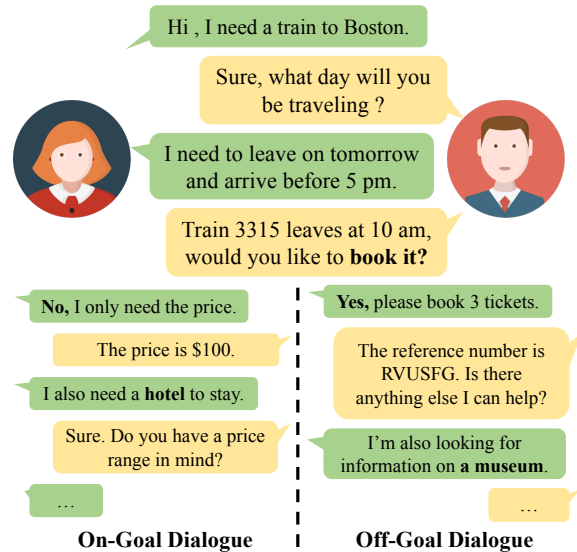 Hi , I need a train to Boston.
Sure, what day will you
be traveling ?
I need to leave on tomorrow
and arrive before 5 pm.
Train 3315 leaves at 10 am,
would you like to book it?
No, I only need the price.
The price is $100.
I also need a hotel to stay.
Sure. Do you have a price
range in mind?
…
On-Goal Dialogue
Yes, please book 3 tickets.
The reference number is
RVUSFG. Is there
anything else I can help?
I’m also looking for
information on a museum.
…
Off-Goal Dialogue